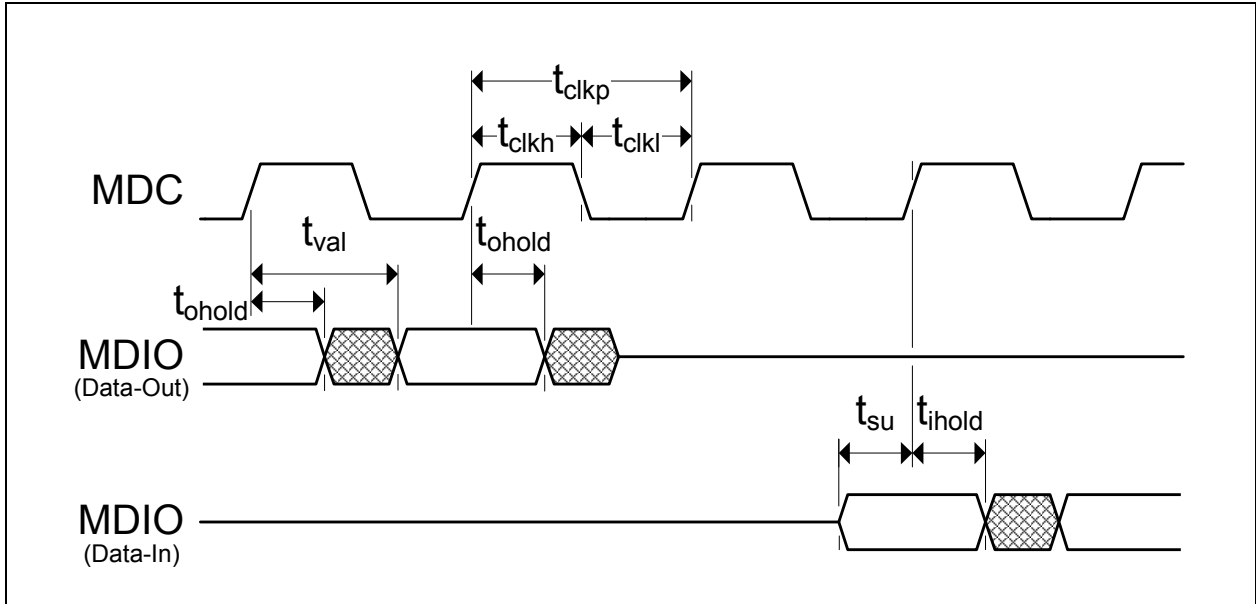 tclkp
tclkh
tclkl
MDC
tval
tohold
tohold
MDIO
(Data-Out)
tsu
tihold
MDIO
(Data-In)